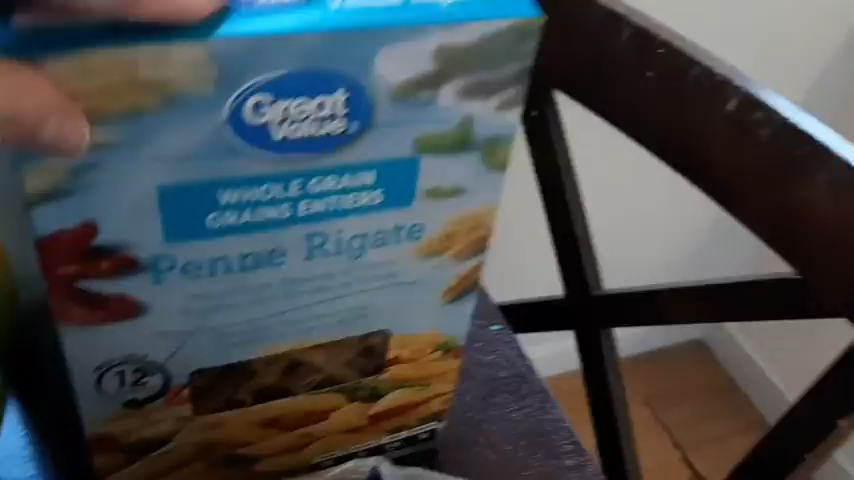 Great
Value
WHOLE GRAIN
GRAINS ENTIERS
Penne Rigate
12